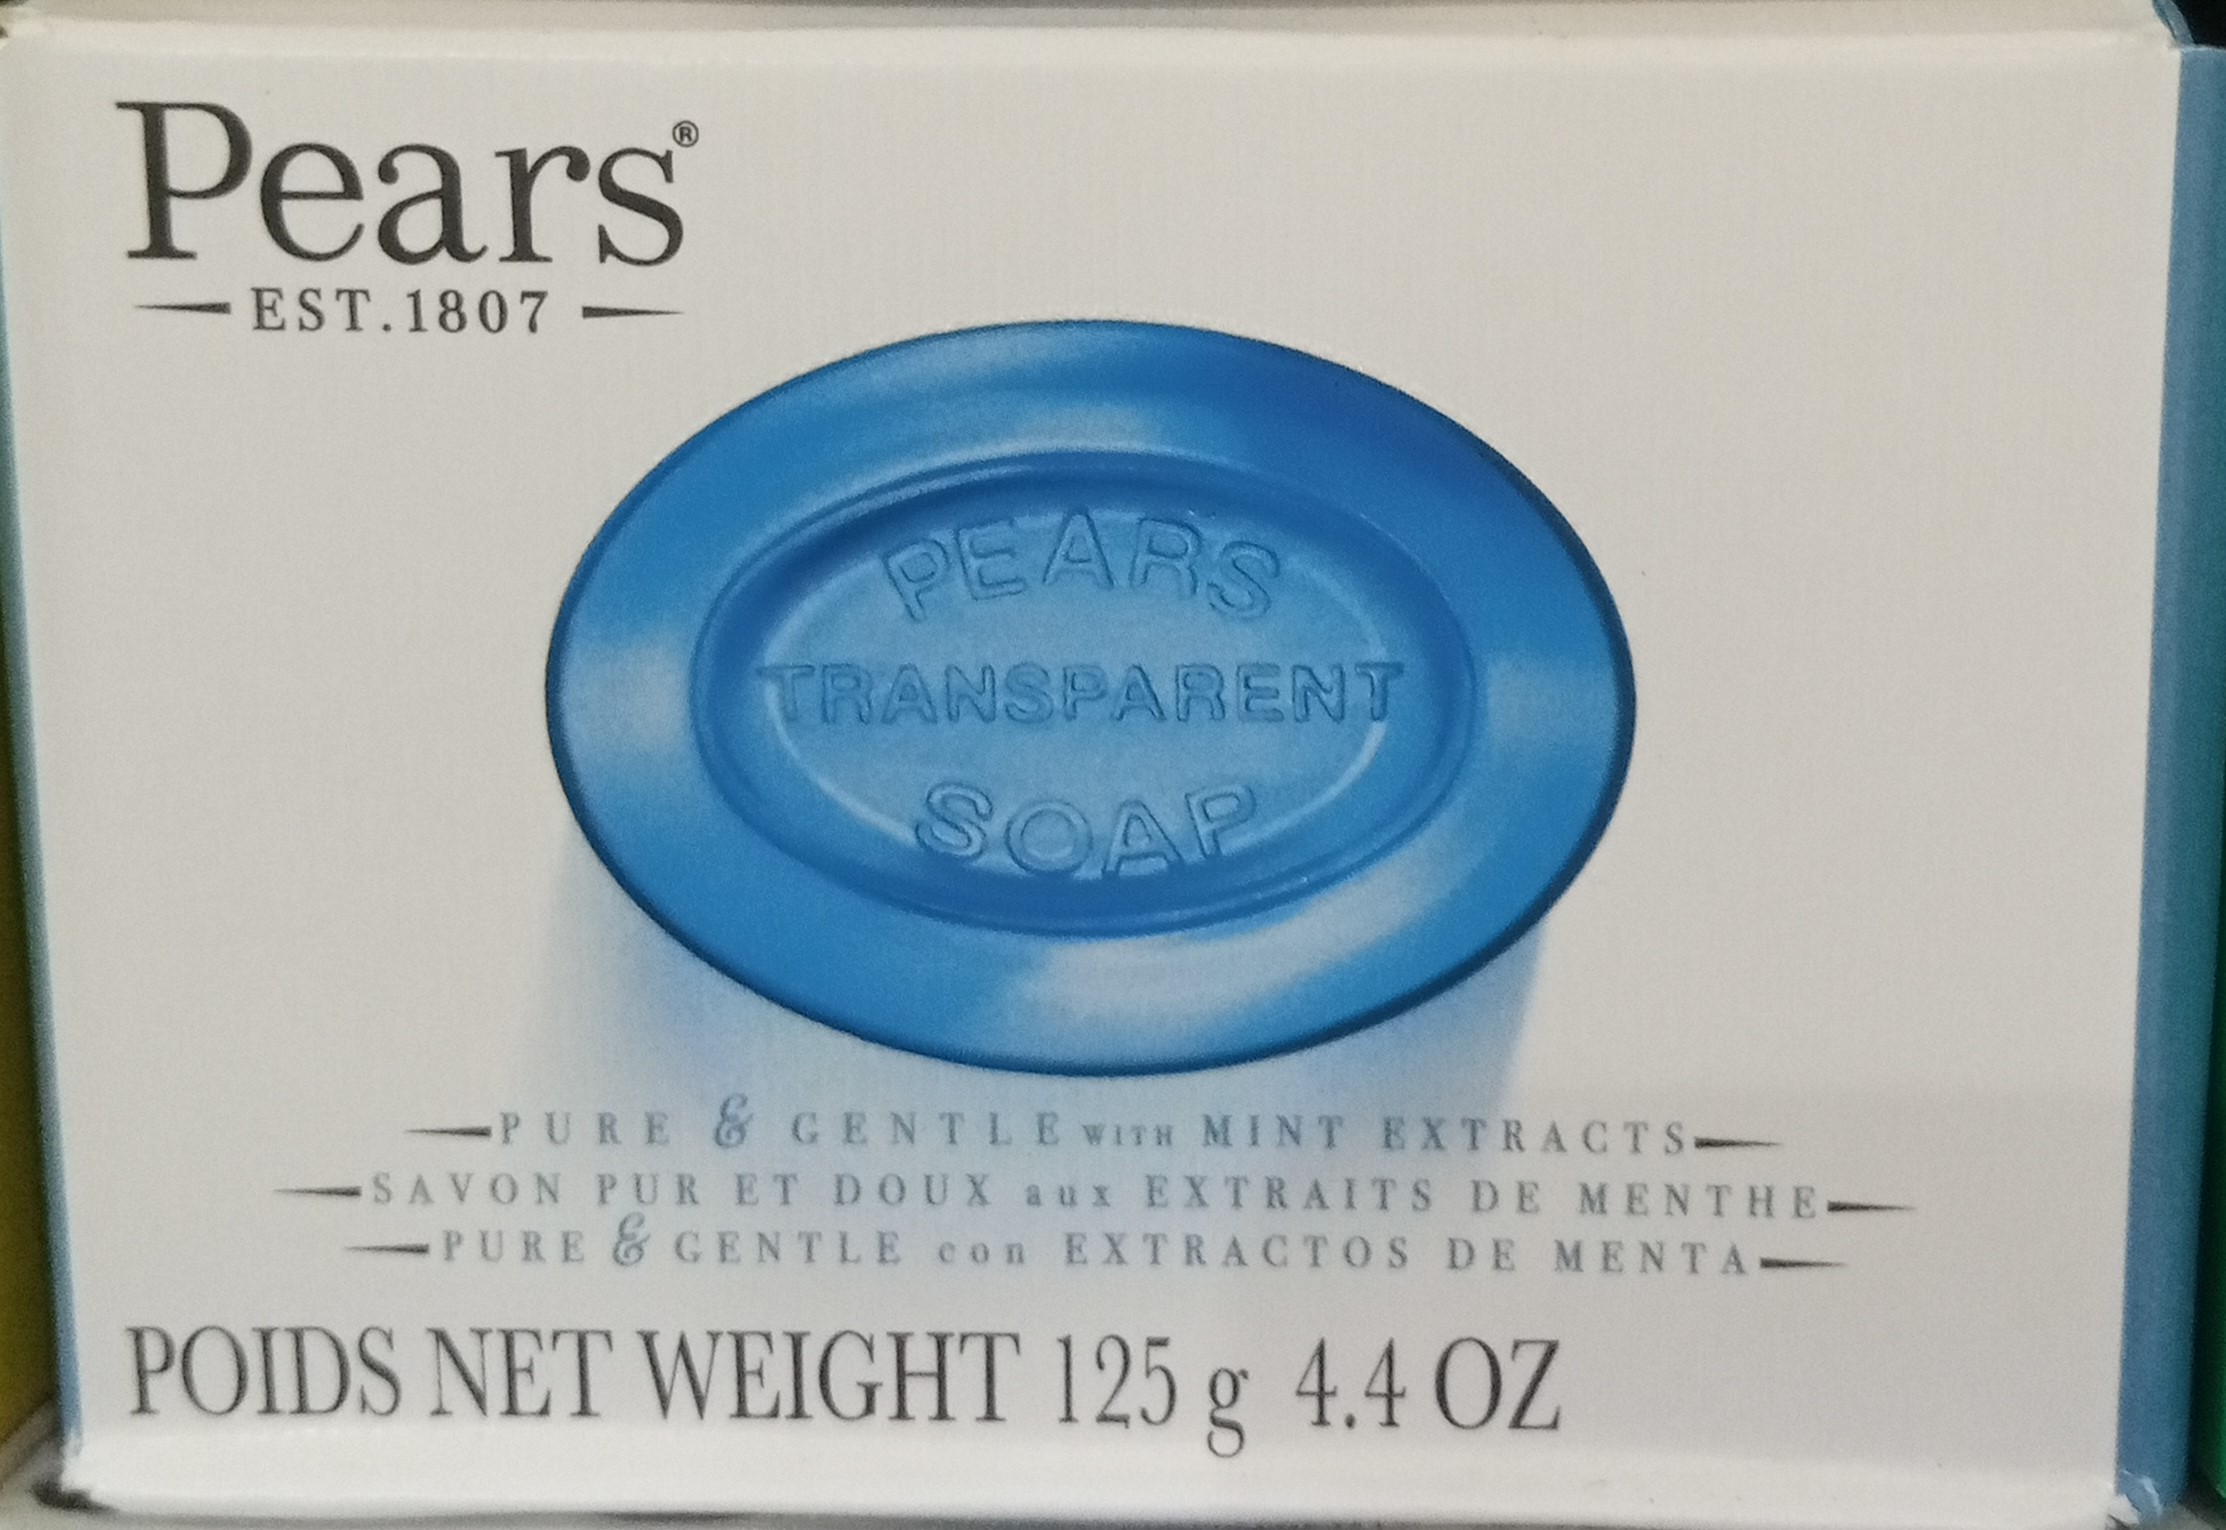 Pears®
EST.1807
PEARS
TRANSPARENT
SOAP
PURE & GENTLE WITH MINT EXTRACTS
SAVON PUR ET DOUX aux EXTRAITS DE MENTHE
PURE & GENTLE con EXTRACTOS DE MENTA
POIDS NET WEIGHT 125 g 4.4 OZ